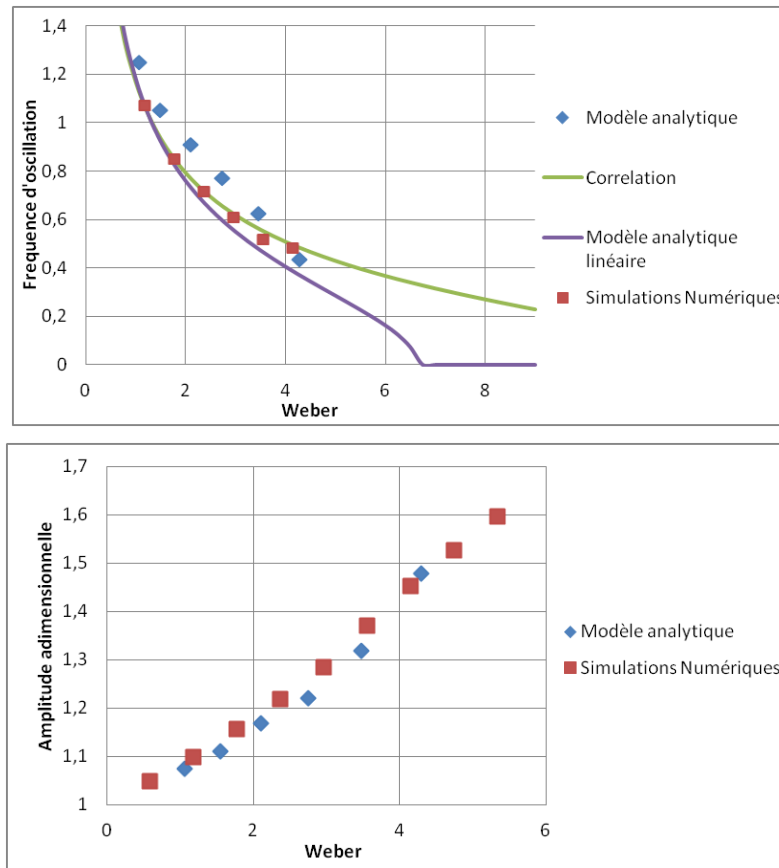 1,4
1,2
1
0,8
0,6
0,4
0,2
0
Frequence d'oscillation
0 2 4 6 8
Weber
Modèle analytique
Correlation
Modèle analytique
linéaire
Simulations Numériques
1,7
1,6
1,5
1,4
1,3
1,2
1,1
1
Amplitude adimensionnelle
0 2 4 6
Weber
Modèle analytique
Simulations Numériques